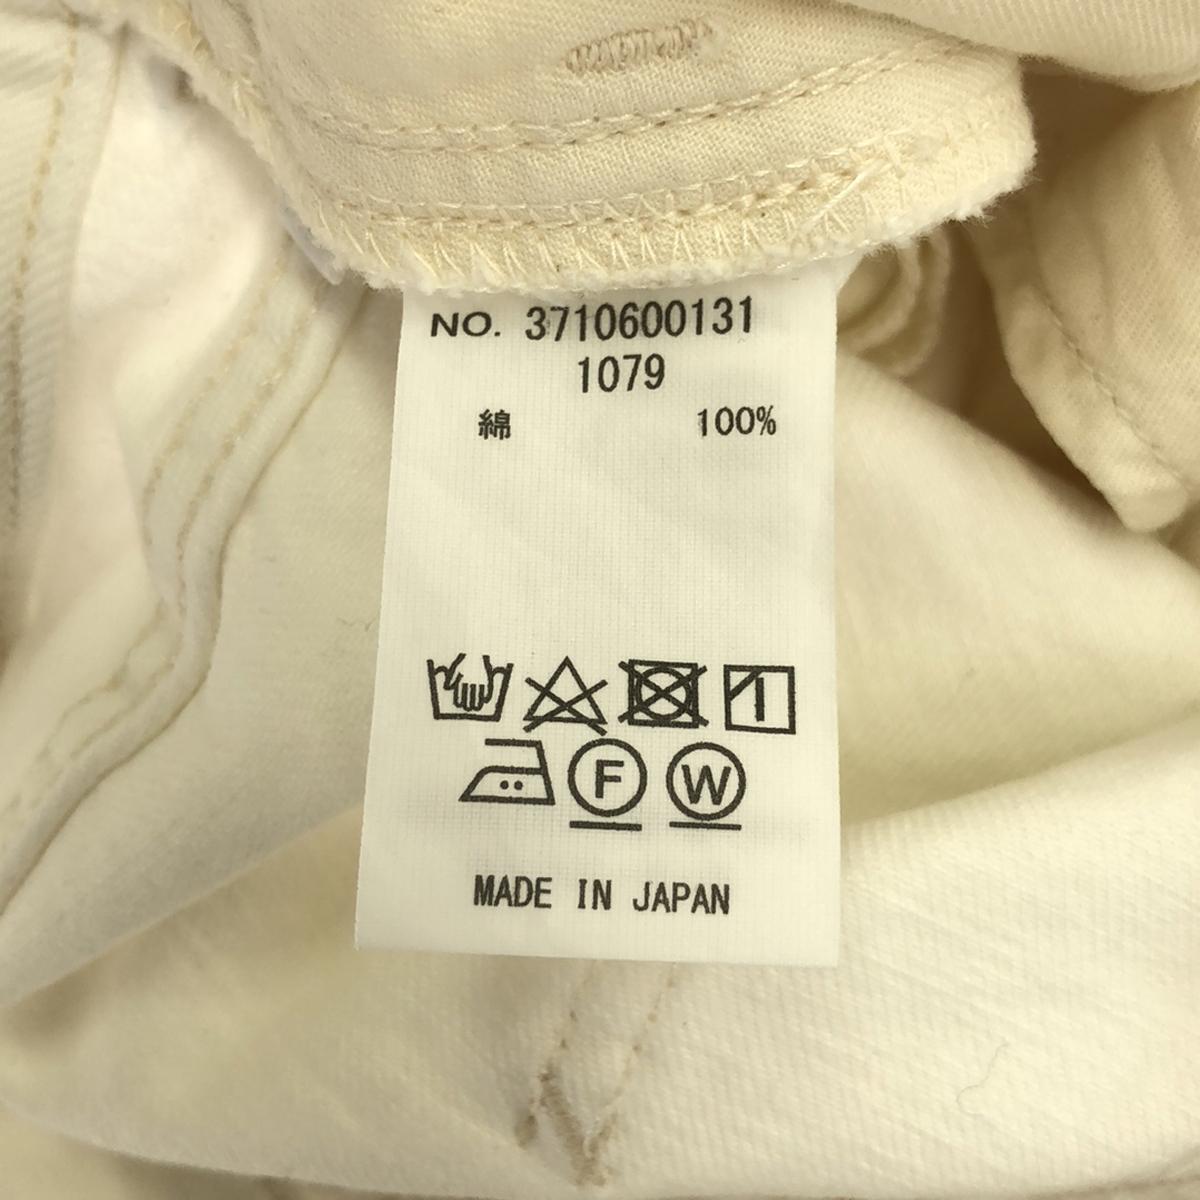 NO. 3710600131
1079
綿 100%
F W
MADE IN JAPAN